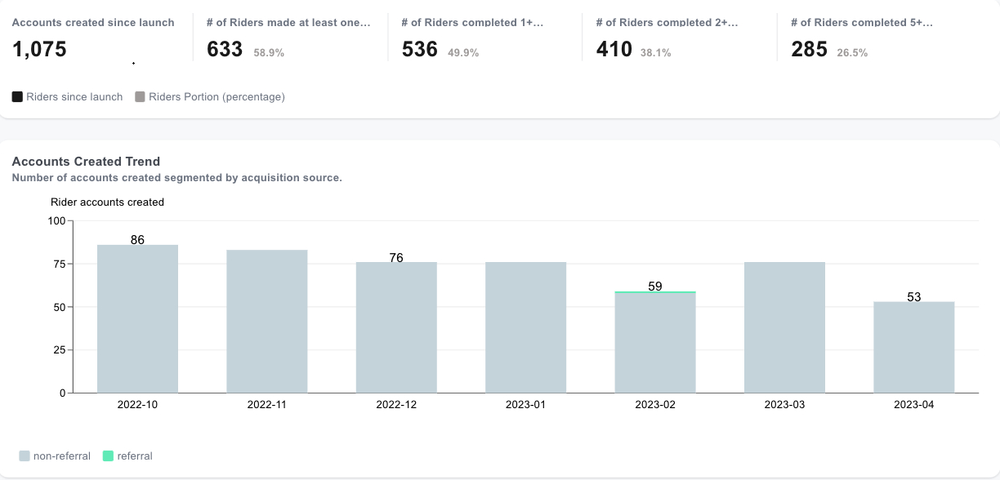 Accounts created since launch
# of Riders made at least one...
# of Riders completed 1+...
# of Riders completed 2+...
# of Riders completed 5+...
1,075
633 58.9%
536 49.9%
410 38.1%
285 26.5%
Riders since launch
Riders Portion (percentage)
Accounts Created Trend
Number of accounts created segmented by acquisition source.
Rider accounts created
100
75
50
25
0
86
76
59
53
2022-10
2022-11
2022-12
2023-01
2023-02
2023-03
2023-04
non-referral
referral